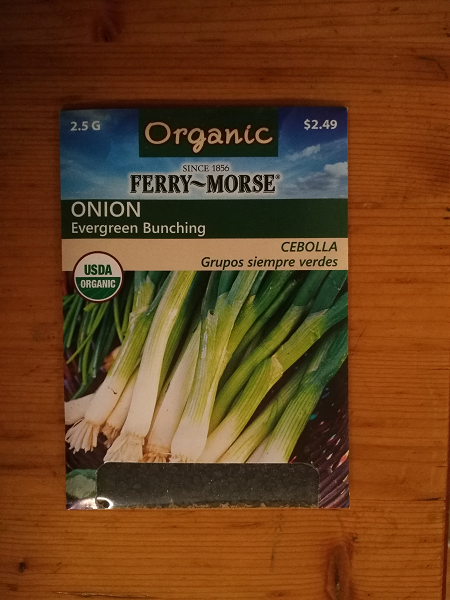 2.5 G
Organic
$2.49
SINCE 1856
FERRY~MORSE®
ONION
Evergreen Bunching
CEBOLLA
Grupos siempre verdes
USDA
ORGANIC